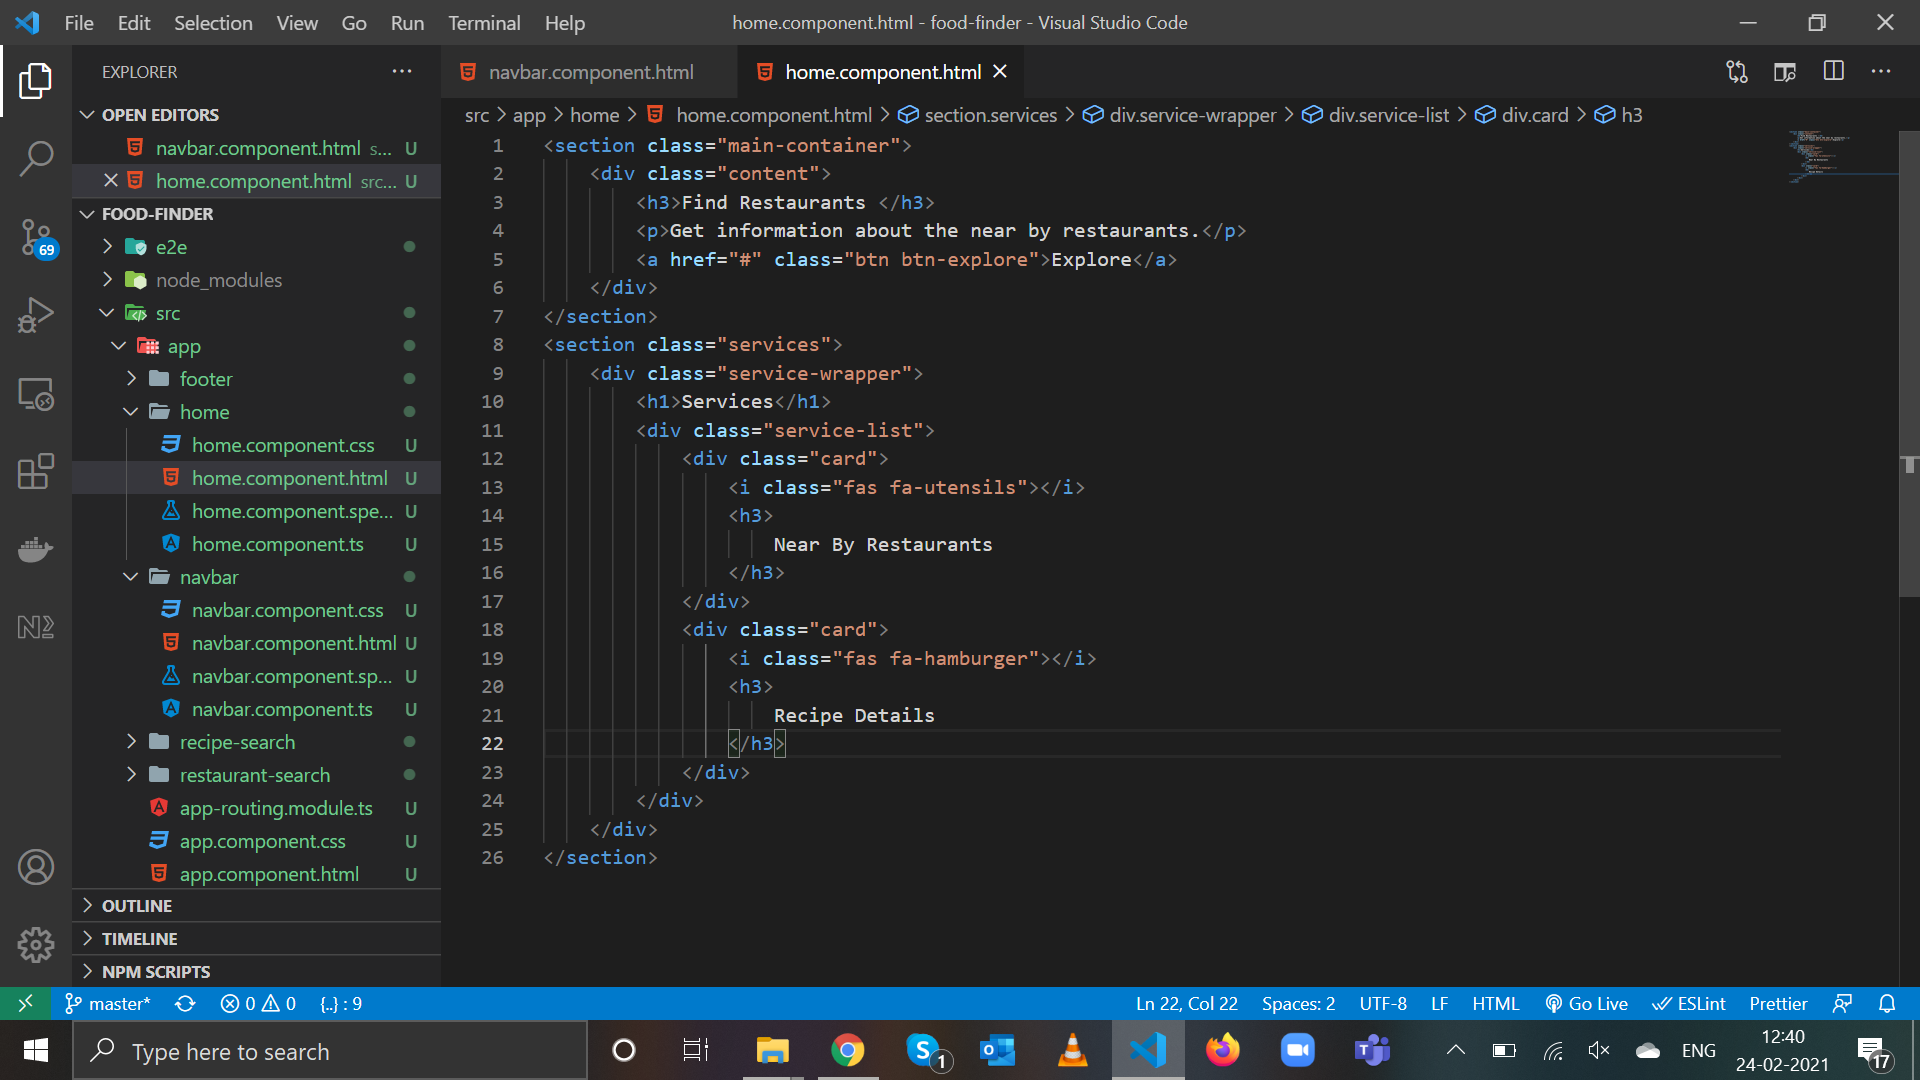 File Edit Selection View Go Run Terminal Help
home.component.html - food-finder - Visual Studio Code
EXPLORER
OPEN EDITORS
navbar.component.html s... U
home.component.html src... U
FOOD-FINDER
e2e
node_modules
src
app
footer
home
home.component.css U
home.component.html U
home.component.spe... U
home.component.ts U
navbar
navbar.component.css U
navbar.component.html U
navbar.component.sp... U
navbar.component.ts U
recipe-search
restaurant-search
app-routing.module.ts U
app.component.css U
app.component.html U
OUTLINE
TIMELINE
NPM SCRIPTS
69
navbar.component.html
home.component.html
src > app > home > home.component.html > section.services > div.service-wrapper > div.service-list > div.card > h3
1 <section class="main-container">
2 <div class="content">
3 <h3>Find Restaurants </h3>
4 <p>Get information about the near by restaurants.</p>
5 <a href="#" class="btn btn-explore">Explore</a>
6 </div>
7 </section>
8 <section class="services">
9 <div class="service-wrapper">
10 <h1>Services</h1>
11 <div class="service-list">
12 <div class="card">
13 <i class="fas fa-utensils"></i>
14 <h3>
15 Near By Restaurants
16 </h3>
17 </div>
18 <div class="card">
19 <i class="fas fa-hamburger"></i>
20 <h3>
21 Recipe Details
22 </h3>
23 </div>
24 </div>
25 </div>
26 </section>
master* 0 0 {..} : 9
Ln 22, Col 22 Spaces: 2 UTF-8 LF HTML Go Live ESLint Prettier
Type here to search
1
ENG
12:40
24-02-2021
17